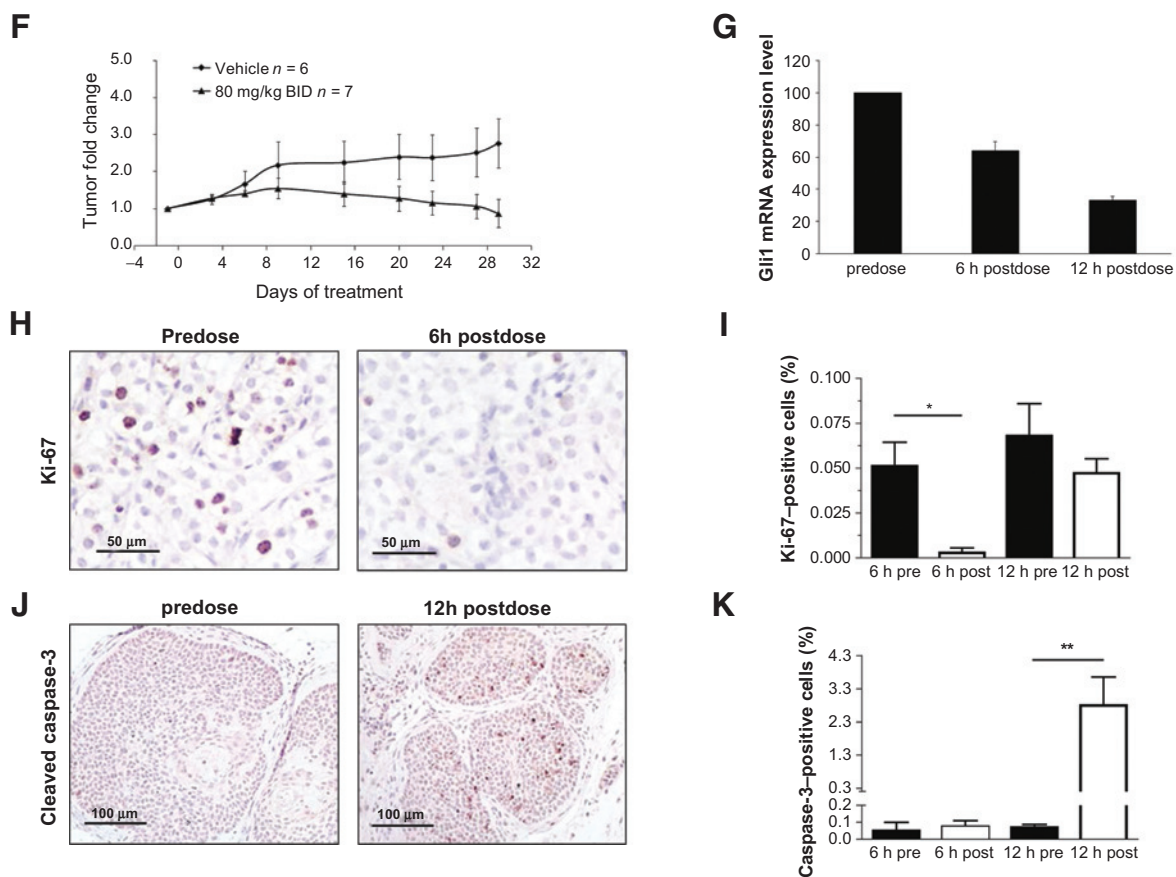 F
5.0
4.0
3.0
2.0
1.0
0.0
Tumor fold change
Vehicle n = 6
80 mg/kg BID n = 7
–4 0 4 8 12 16 20 24 28 32
Days of treatment
G
120
100
80
60
40
20
0
Gli1 mRNA expression level
predose 6 h postdose 12 h postdose
H
Predose 6h postdose
Ki-67
50 μm 50 μm
I
0.100
0.075
0.050
0.025
0.000
Ki-67–positive cells (%)
*
6 h pre 6 h post 12 h pre 12 h post
J
predose 12h postdose
Cleaved caspase-3
100 μm 100 μm
K
4.3
3.3
2.3
1.3
0.3
0.2
0.1
0.0
Caspase-3–positive cells (%)
**
6 h pre 6 h post 12 h pre 12 h post